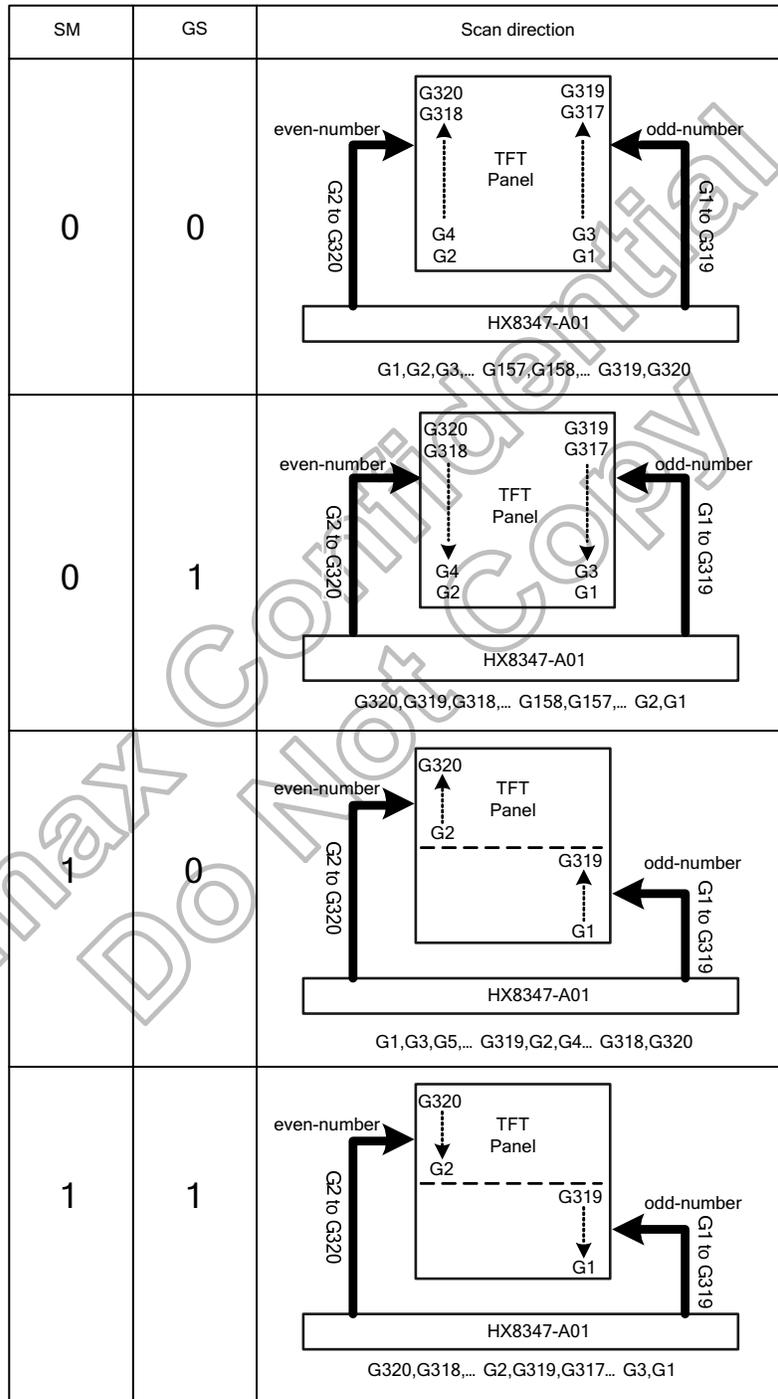 SM GS Scan direction
G320 G319
G318 G317
even-number odd-number
TFT
Panel
G2 to G320 G1 to G319
0 0
G4 G3
G2 G1
HX8347-A01
G1,G2,G3,... G157,G158,... G319,G320
G320 G319
G318 G317
even-number odd-number
TFT
Panel
G2 to G320 G1 to G319
0 1
G4 G3
G2 G1
HX8347-A01
G320,G319,G318,... G158,G157,... G2,G1
G320
even-number
TFT
Panel
G2
G2 to G320
1 0
G319
odd-number
G1 to G319
G1
HX8347-A01
G1,G3,G5,... G319,G2,G4... G318,G320
G320
even-number
TFT
Panel
G2
G2 to G320
1 1
G319
odd-number
G1 to G319
G1
HX8347-A01
G320,G318,... G2,G319,G317... G3,G1
Confidential
Do Not Copy